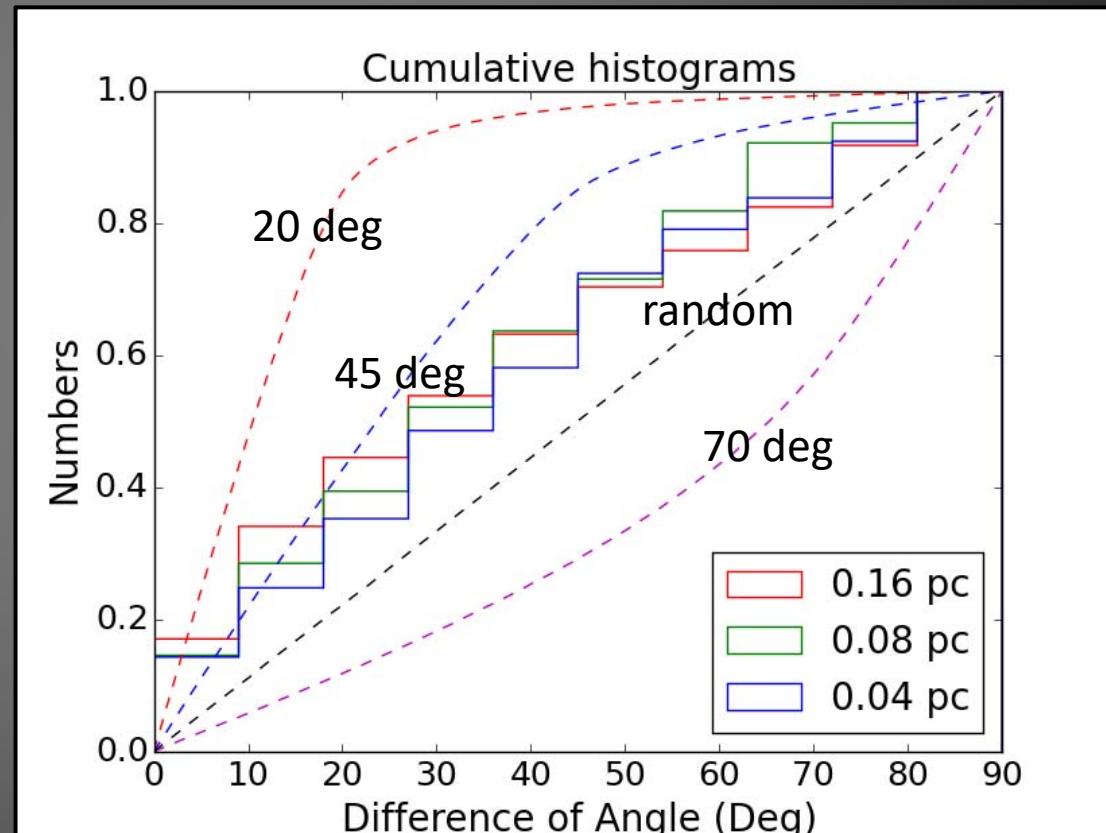 Cumulative histograms
1.0
0.8
0.6
0.4
0.2
0.0
Numbers
20 deg
45 deg
random
70 deg
0.16 pc
0.08 pc
0.04 pc
0 10 20 30 40 50 60 70 80 90
Difference of Angle (Deg)